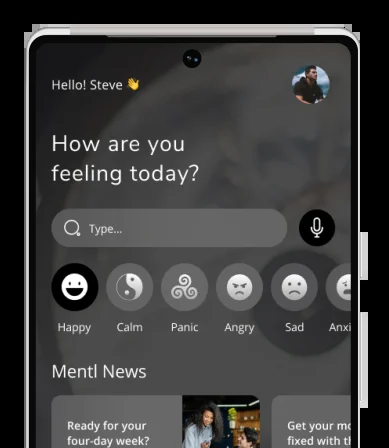 Hello! Steve 👋
How are you
feeling today?
Type...
Happy Calm Panic Angry Sad Anxi
Mentl News
Ready for your
four-day week?
Get your mo
fixed with th